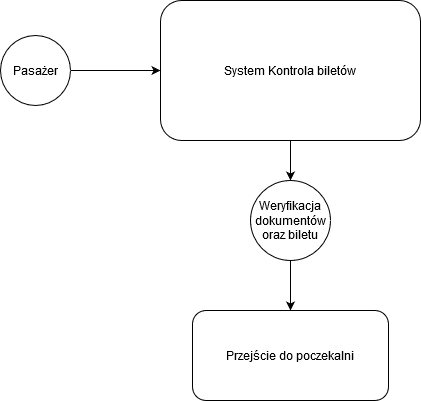 Pasażer
System Kontrola biletów
Weryfikacja
dokumentów
oraz biletu
Przejście do poczekalni